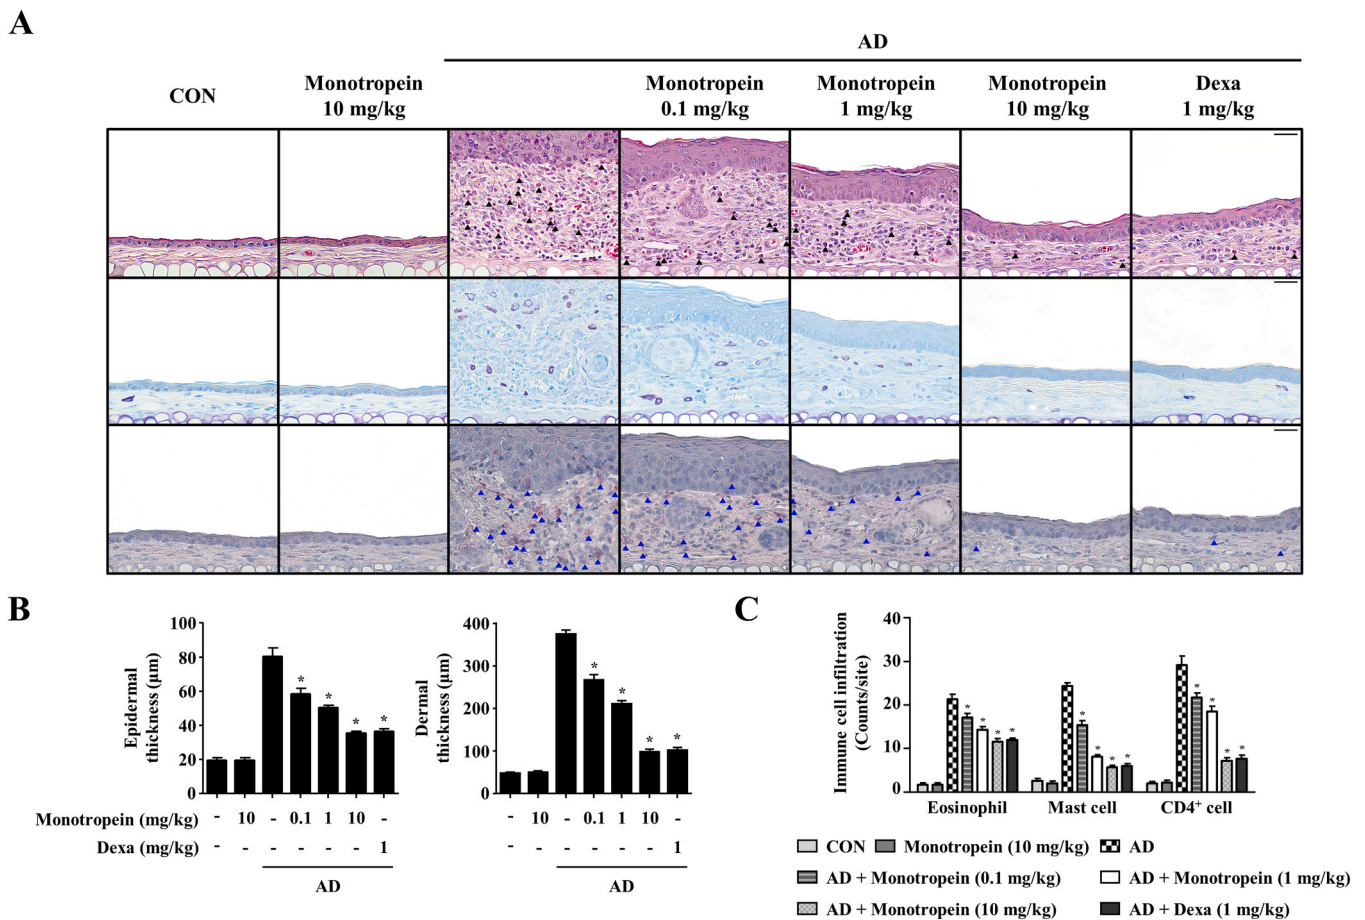 A
AD
CON
Monotropein
10 mg/kg
Monotropein
0.1 mg/kg
Monotropein
1 mg/kg
Monotropein
10 mg/kg
Dexa
1 mg/kg
B
Epidermal
thickness (μm)
100
80
60
40
20
0
* * * *
Monotropein (mg/kg) - 10 - 0.1 1 10 -
Dexa (mg/kg) - - - - - - 1
AD
Dermal
thickness (μm)
400
300
200
100
0
* * * *
- 10 - 0.1 1 10 -
- - - - - - 1
AD
C
Immune cell infiltration
(Counts/site)
40
30
20
10
0
* * * *
* * * *
* * * *
Eosinophil Mast cell CD4⁺ cell
CON Monotropein (10 mg/kg) AD
AD + Monotropein (0.1 mg/kg) AD + Monotropein (1 mg/kg)
AD + Monotropein (10 mg/kg) AD + Dexa (1 mg/kg)